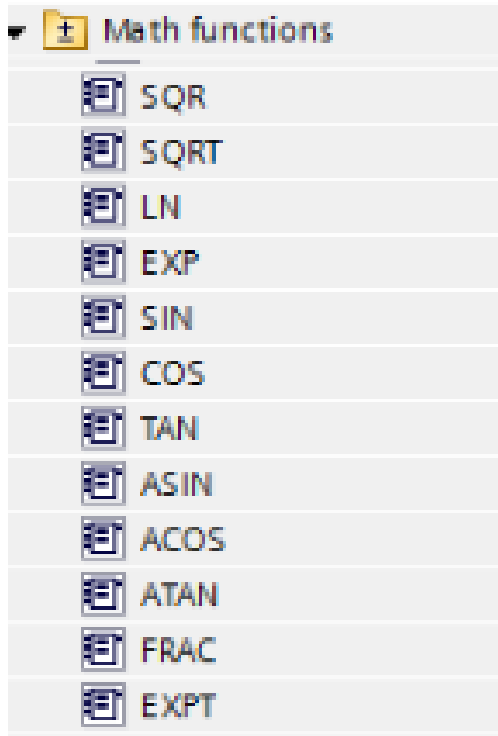 Math functions
SQR
SQRT
LN
EXP
SIN
COS
TAN
ASIN
ACOS
ATAN
FRAC
EXPT